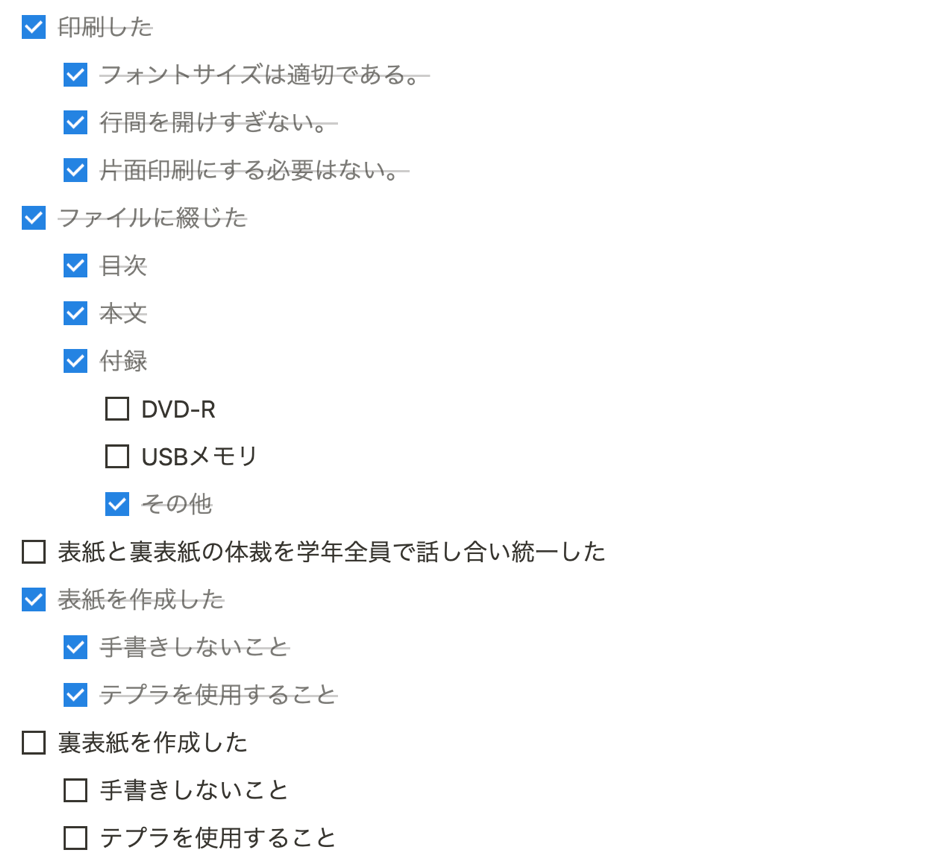 印刷した
フォントサイズは適切である。
行間を開けすぎない。
片面印刷にする必要はない。
ファイルに綴じた
目次
本文
付録
DVD-R
USBメモリ
その他
表紙と裏表紙の体裁を学年全員で話し合い統一した
表紙を作成した
手書きしないこと
テプラを使用すること
裏表紙を作成した
手書きしないこと
テプラを使用すること